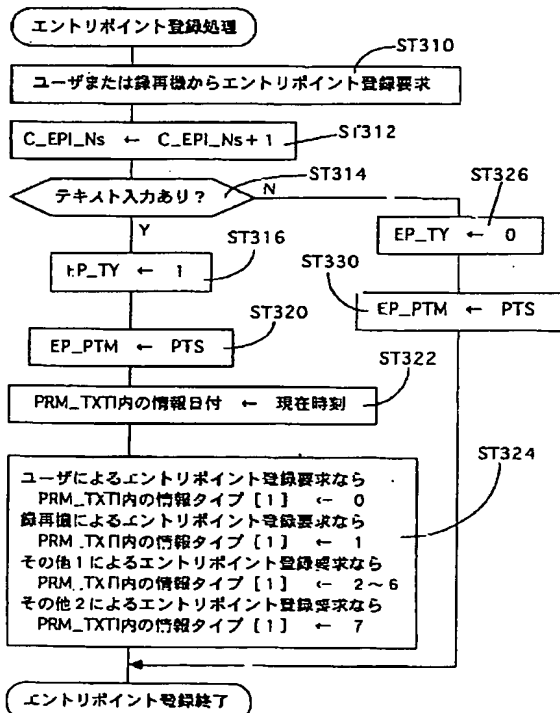 エントリポイント登録処理
ST310
ユーザまたは録再機からエントリポイント登録要求
C_EPI_Ns ← C_EPI_Ns+1
ST312
テキスト入力あり?
ST314
N
Y
EP_TY ← 1
ST316
EP_TY ← 0
ST326
EP_PTM ← PTS
ST320
EP_PTM ← PTS
ST330
PRM_TXTI内の情報日付 ← 現在時刻
ST322
ST324
ユーザによるエントリポイント登録要求なら
PRM_TXTI内の情報タイプ [1] ← 0
録再機によるエントリポイント登録要求なら
PRM_TXTI内の情報タイプ [1] ← 1
その他1によるエントリポイント登録要求なら
PRM_TXTI内の情報タイプ [1] ← 2~6
その他2によるエントリポイント登録要求なら
PRM_TXTI内の情報タイプ [1] ← 7
エントリポイント登録終了